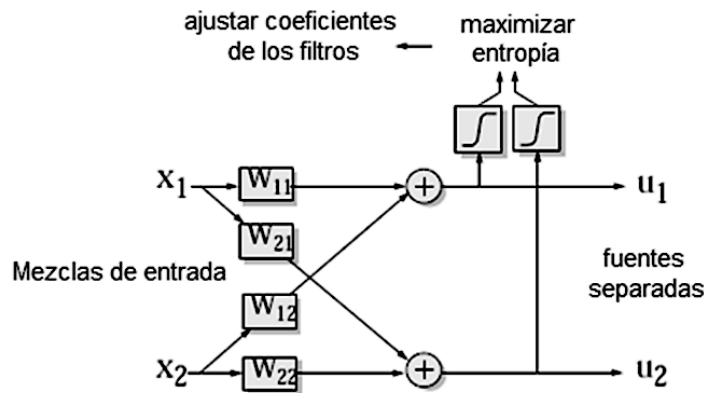 ajustar coeficientes
de los filtros
maximizar
entropía
x1
W11
u1
W21
Mezclas de entrada
fuentes
separadas
W12
x2
W22
u2